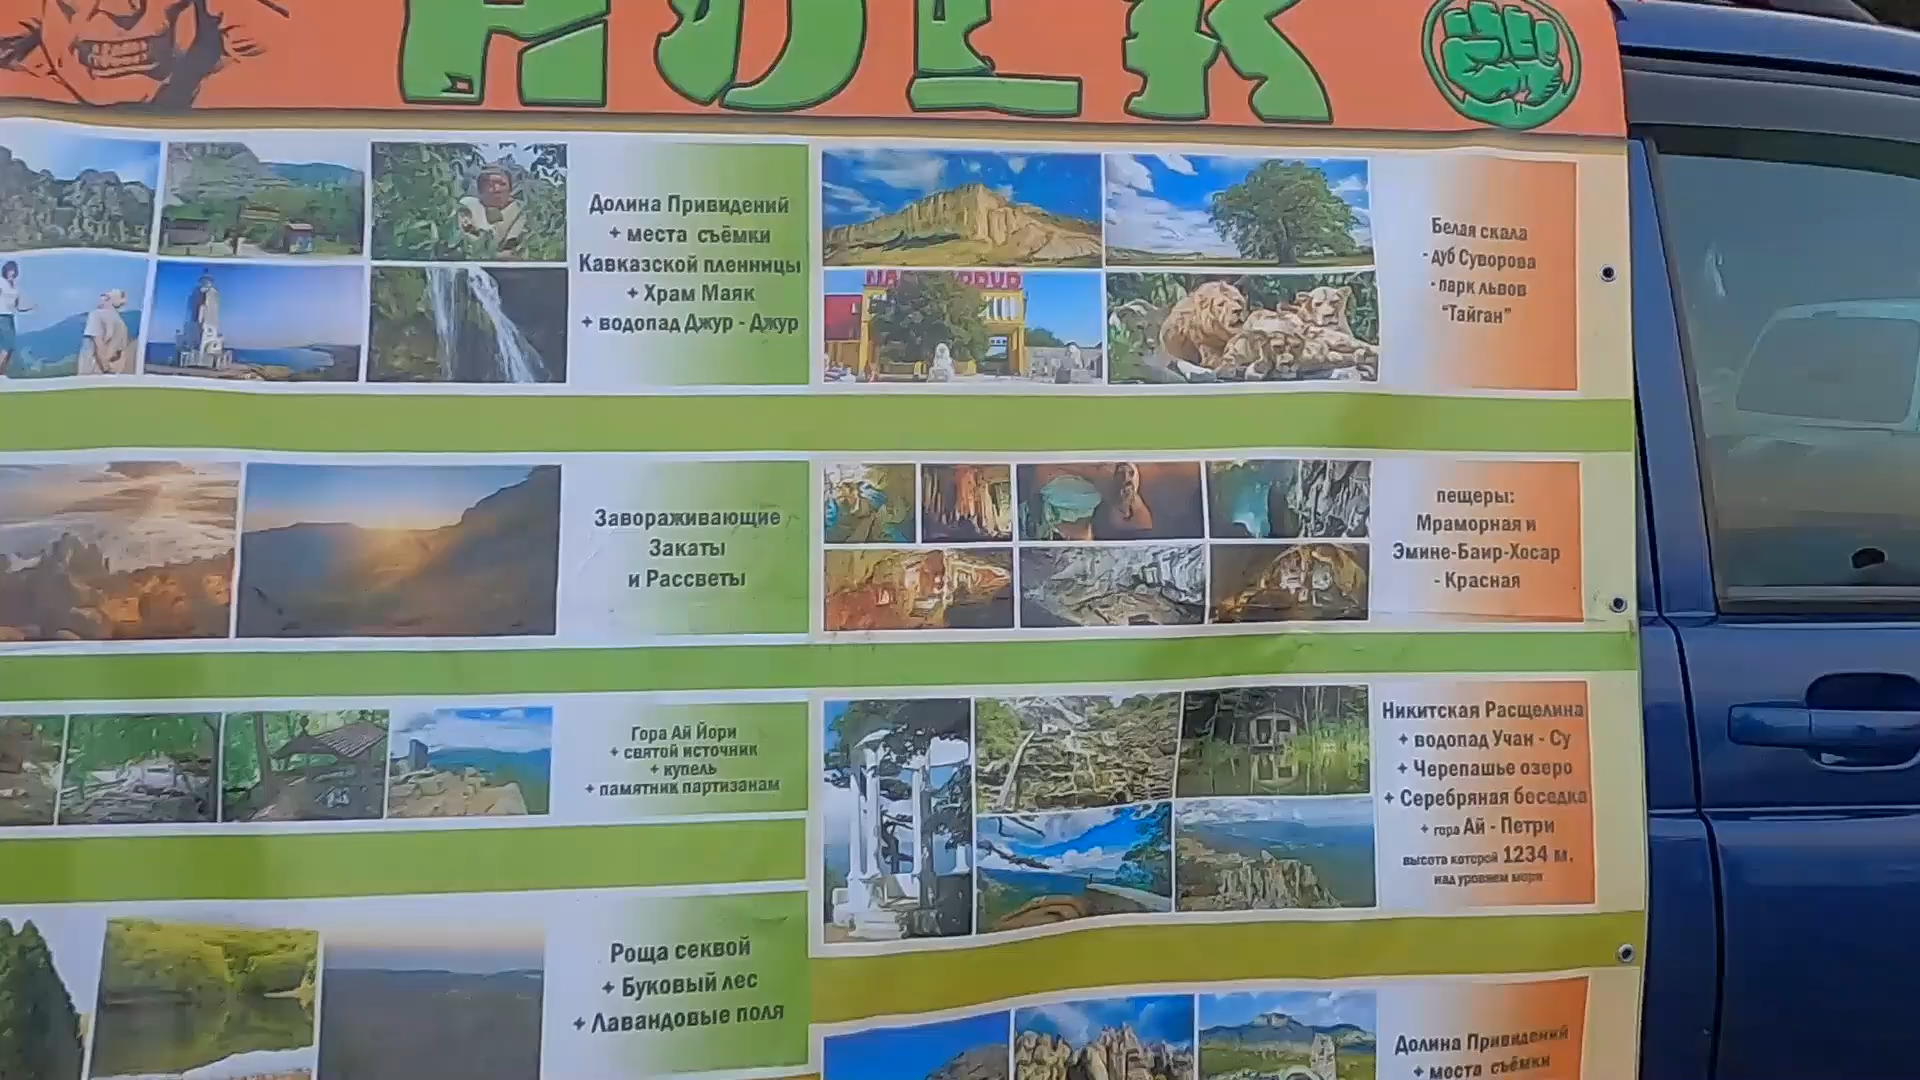 Долина Привидений
+ места съёмки
Кавказской пленницы
+ Храм Маяк
+ водопад Джур - Джур
Белая скала
- дуб Суворова
- парк львов
“Тайган”
Завораживающие
Закаты
и Рассветы
пещеры:
Мраморная и
Эмине-Баир-Хосар
- Красная
Гора Ай Йори
+ святой источник
+ купель
+ памятник партизанам
Никитская Расщелина
+ водопад Учан - Су
+ Черепашье озеро
+ Серебряная беседка
+ гора Ай - Петри
высота которой 1234 м.
над уровнем моря
Роща секвой
+ Буковый лес
+ Лавандовые поля
Долина Привидений
+ места съёмки